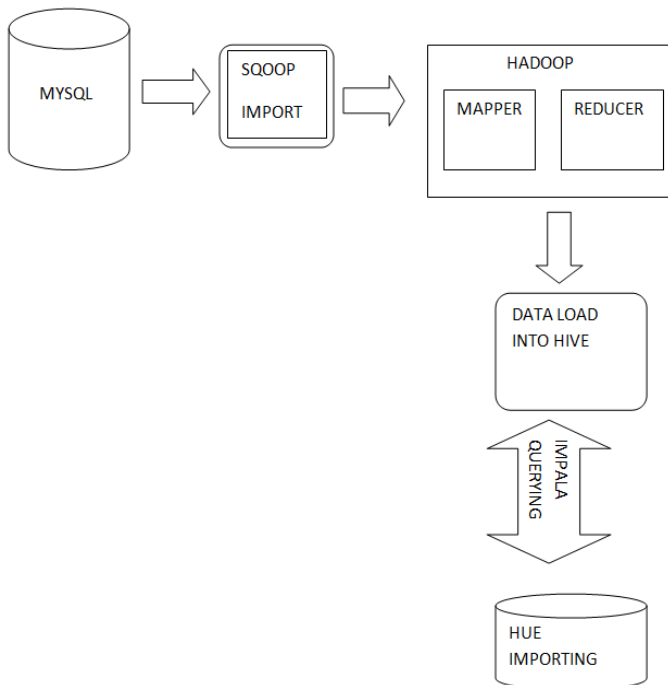 MYSQL
SQOOP
IMPORT
HADOOP
MAPPER
REDUCER
DATA LOAD
INTO HIVE
IMPALA
QUERYING
HUE
IMPORTING